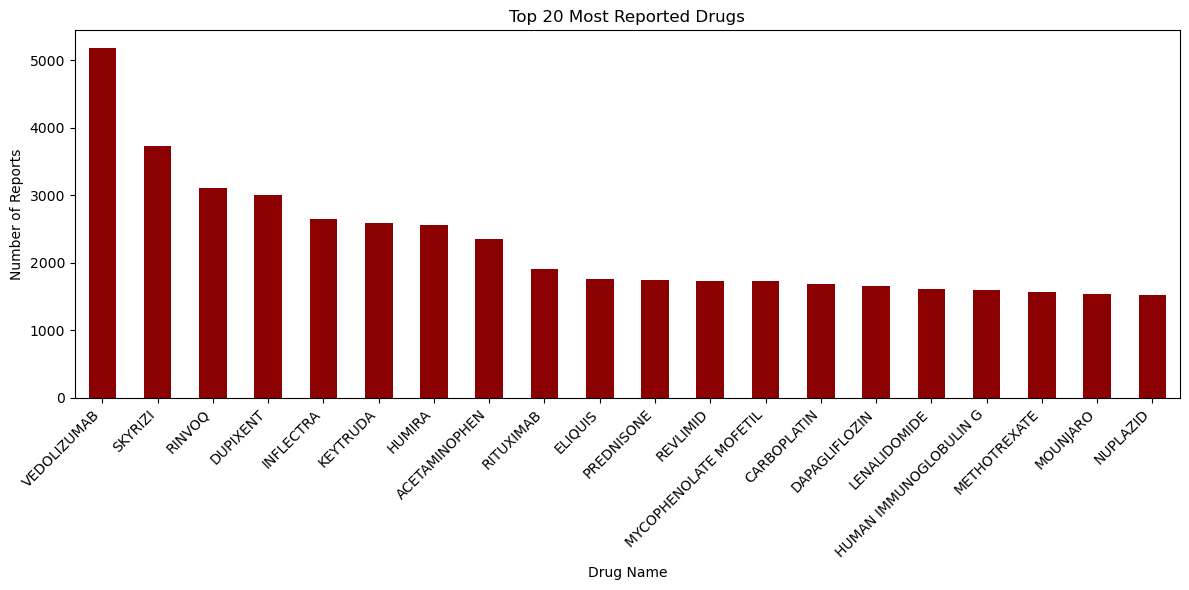 Top 20 Most Reported Drugs
Number of Reports
5000
4000
3000
2000
1000
0
VEDOLIZUMAB
SKYRIZI
RINVOQ
DUPIXENT
INFLECTRA
KEYTRUDA
HUMIRA
ACETAMINOPHEN
RITUXIMAB
ELIQUIS
PREDNISONE
REVLIMID
MYCOPHENOLATE MOFETIL
CARBOPLATIN
DAPAGLIFLOZIN
LENALIDOMIDE
HUMAN IMMUNOGLOBULIN G
METHOTREXATE
MOUNJARO
NUPLAZID
Drug Name